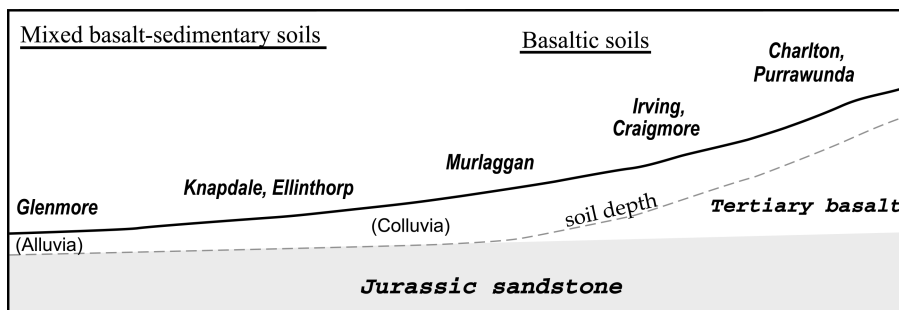 Mixed basalt-sedimentary soils
Basaltic soils
Charlton,
Purrawunda
Irving,
Craigmore
Murlaggan
Knapdale, Ellinthorp
Glenmore
(Alluvia)
(Colluvia)
soil depth
Tertiary basalt
Jurassic sandstone